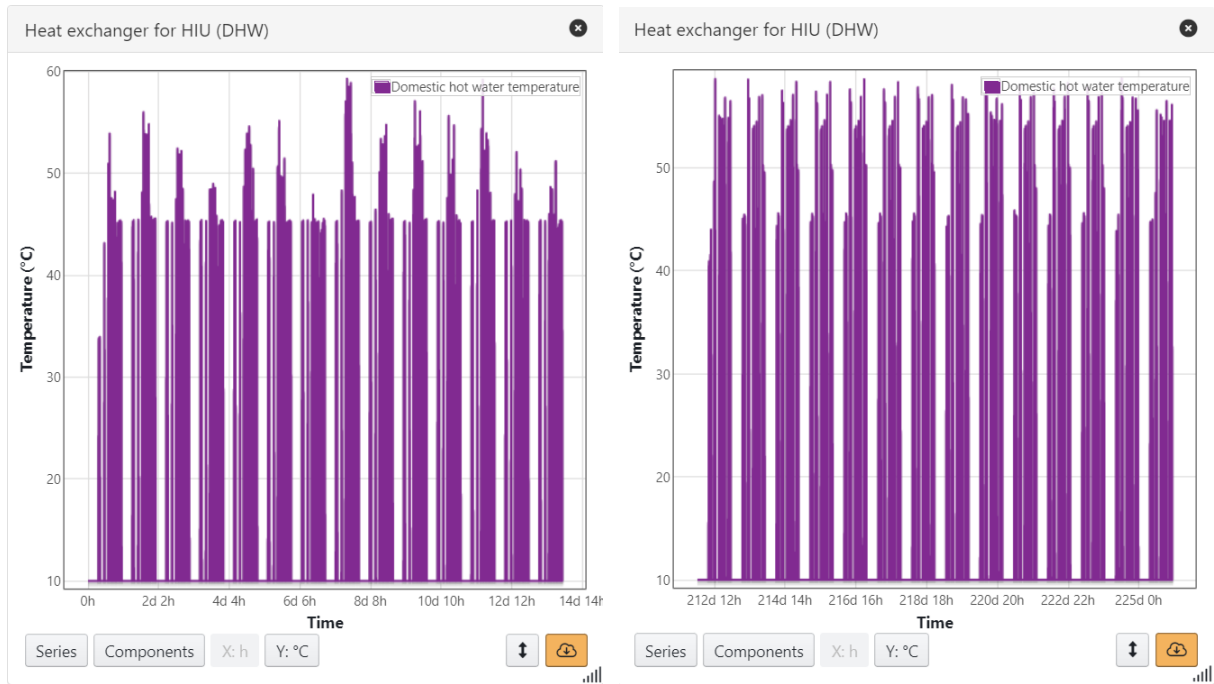 Heat exchanger for HIU (DHW)
60
Domestic hot water temperature
50
40
30
20
10
Temperature (°C)
0h 2d 2h 4d 4h 6d 6h 8d 8h 10d 10h 12d 12h 14d 14h
Time
Series Components X: h Y: °C
Heat exchanger for HIU (DHW)
Domestic hot water temperature
50
40
30
20
10
Temperature (°C)
212d 12h 214d 14h 216d 16h 218d 18h 220d 20h 222d 22h 225d 0h
Time
Series Components X: h Y: °C